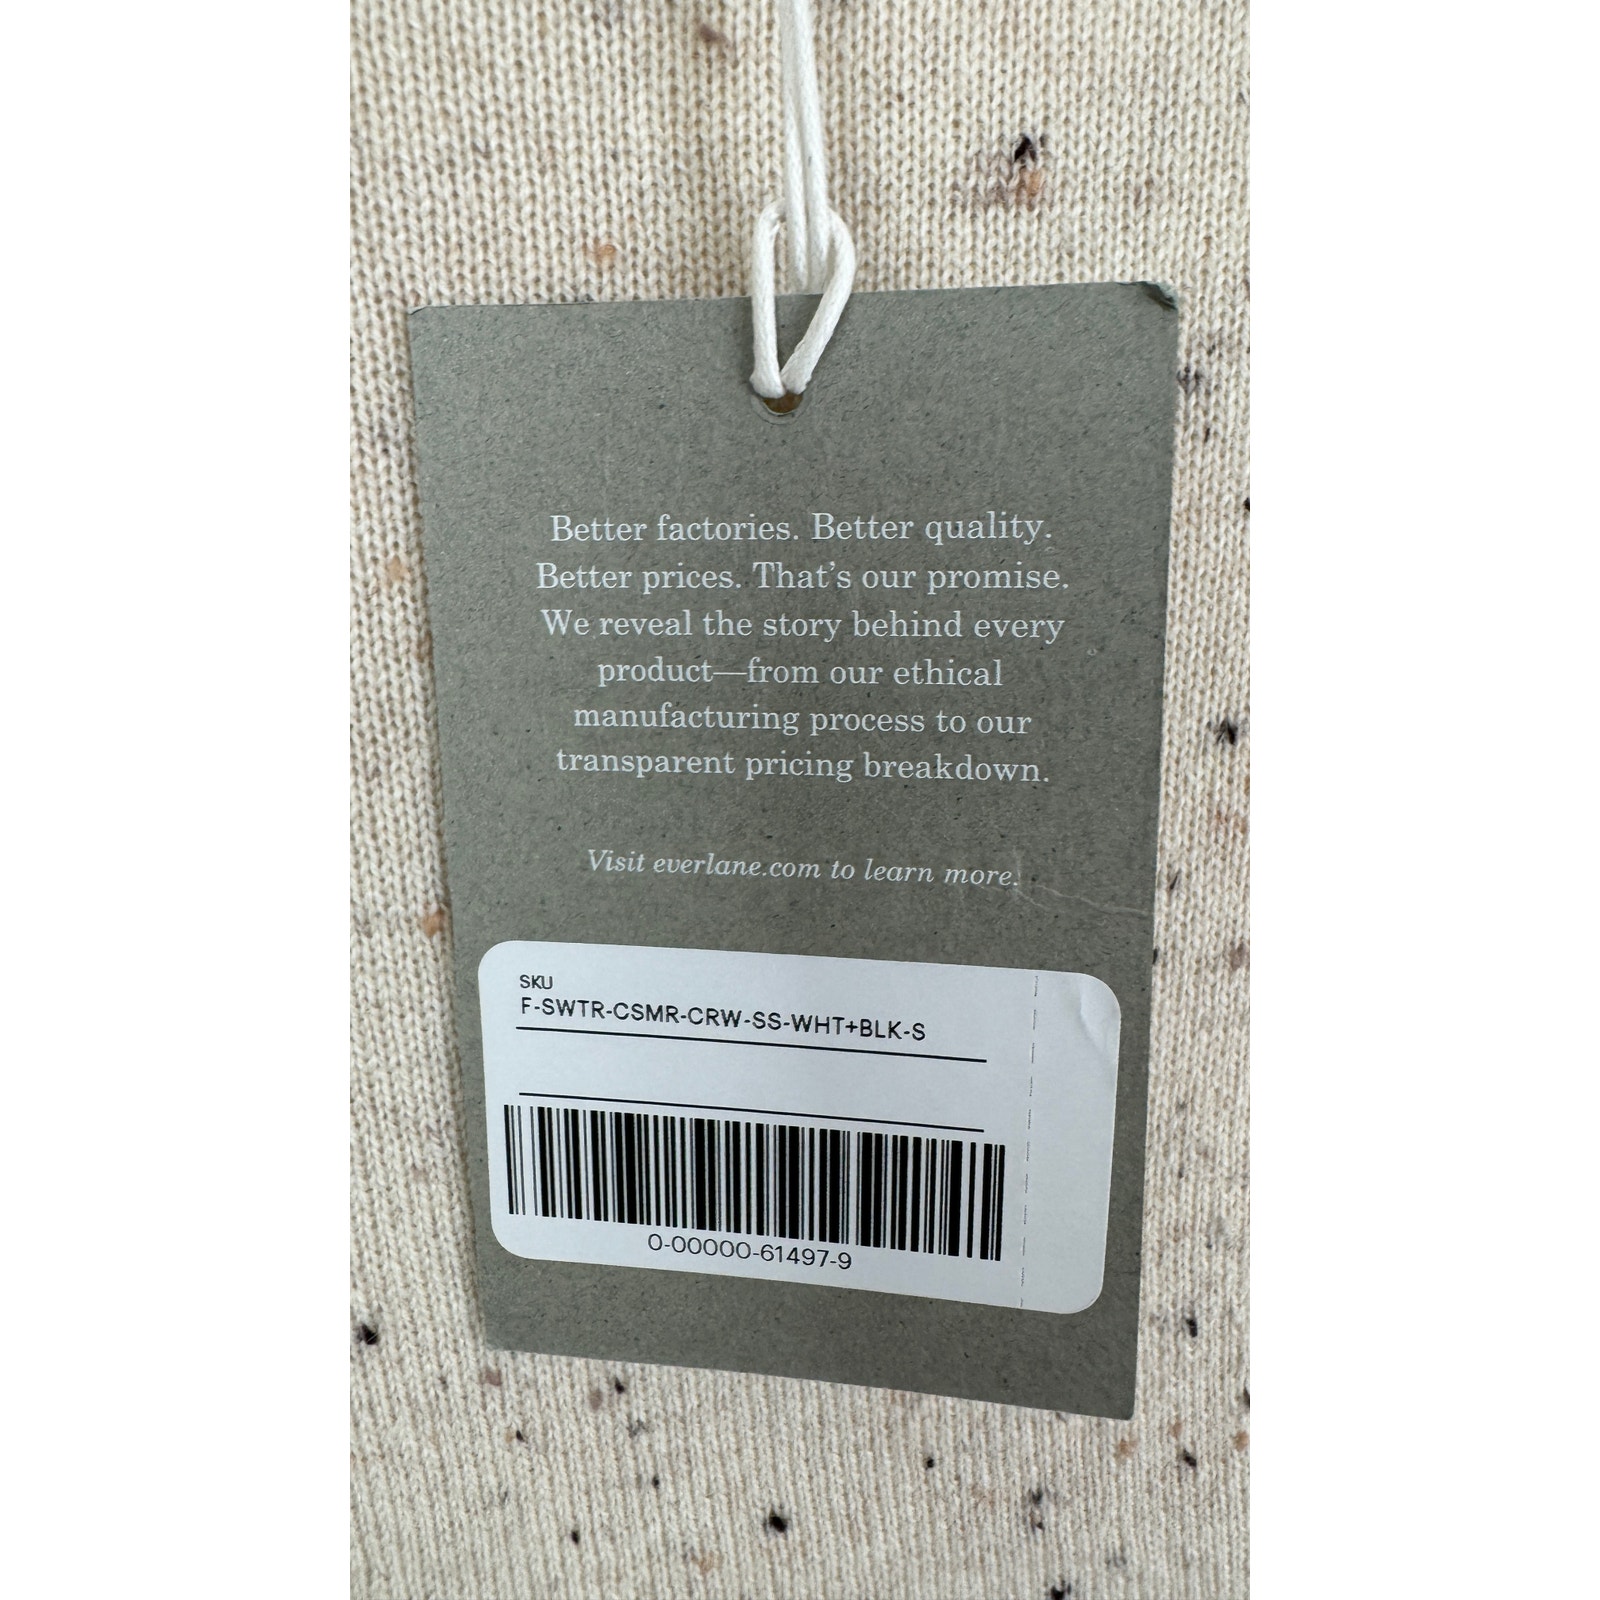 Better factories. Better quality.
Better prices. That's our promise.
We reveal the story behind every
product—from our ethical
manufacturing process to our
transparent pricing breakdown.
Visit everlane.com to learn more.
SKU
F-SWTR-CSMR-CRW-SS-WHT+BLK-S
0-00000-61497-9